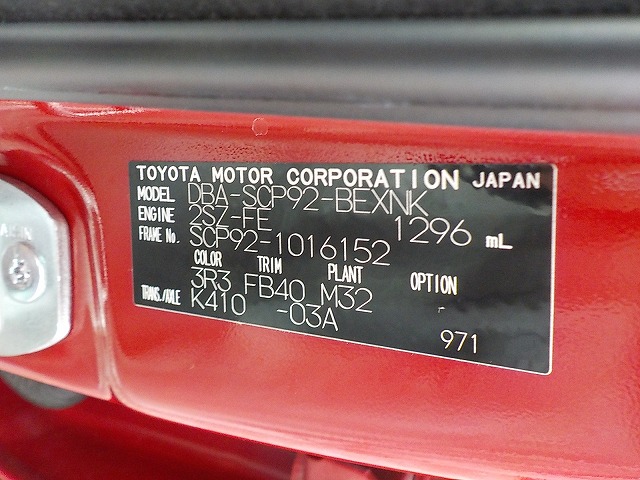 TOYOTA MOTOR CORPORATION JAPAN
MODEL DBA-SCP92-BEXNK
ENGINE 2SZ-FE 1296 mL
FRAME No. SCP92-1016152
COLOR TRIM PLANT OPTION
3R3 FB40 M32
TRANS./AXLE K410 -03A
971